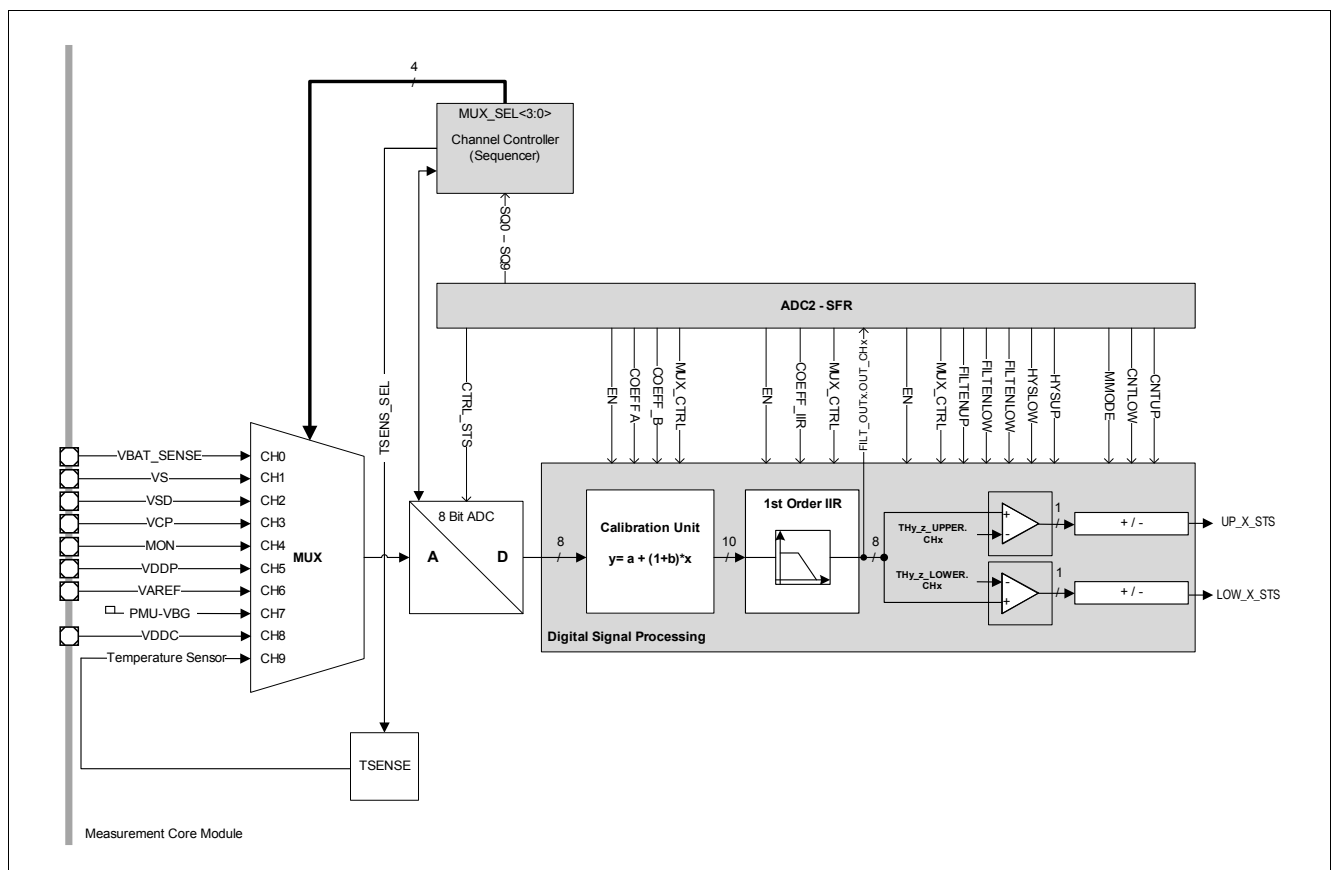 4
MUX_SEL<3:0>
Channel Controller
(Sequencer)
SQ0 – SQ9
ADC2 - SFR
TSENS_SEL
CTRL_STS
EN
COEFF A
COEFF_B
MUX_CTRL
EN
COEFF_IIR
MUX_CTRL
FILT_OUTX.OUT_CHx
EN
MUX_CTRL
FILTENUP
FILTENLOW
FILTENLOW
HYSLOW
HYSUP
MMODE
CNTLOW
CNTUP
VBAT_SENSE
CH0
VS
CH1
VSD
CH2
VCP
CH3
MON
CH4
VDDP
CH5
VAREF
CH6
PMU-VBG
CH7
VDDC
CH8
Temperature Sensor
CH9
MUX
8 Bit ADC
A
D
8
Calibration Unit
y= a + (1+b)*x
10
1st Order IIR
8
THy_z_UPPER.
CHx
+
-
1
+ / -
UP_X_STS
THy_z_LOWER.
CHx
-
+
1
+ / -
LOW_X_STS
Digital Signal Processing
TSENSE
Measurement Core Module